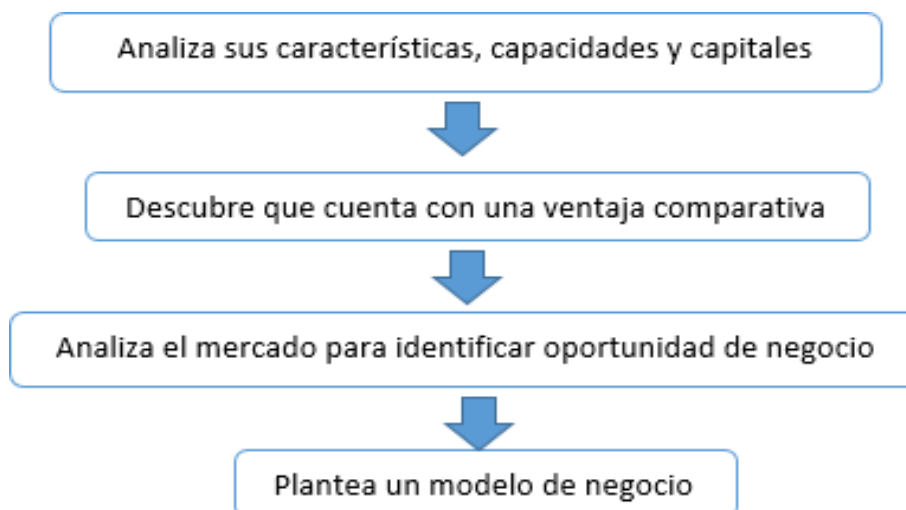 Analiza sus características, capacidades y capitales
Descubre que cuenta con una ventaja comparativa
Analiza el mercado para identificar oportunidad de negocio
Plantea un modelo de negocio